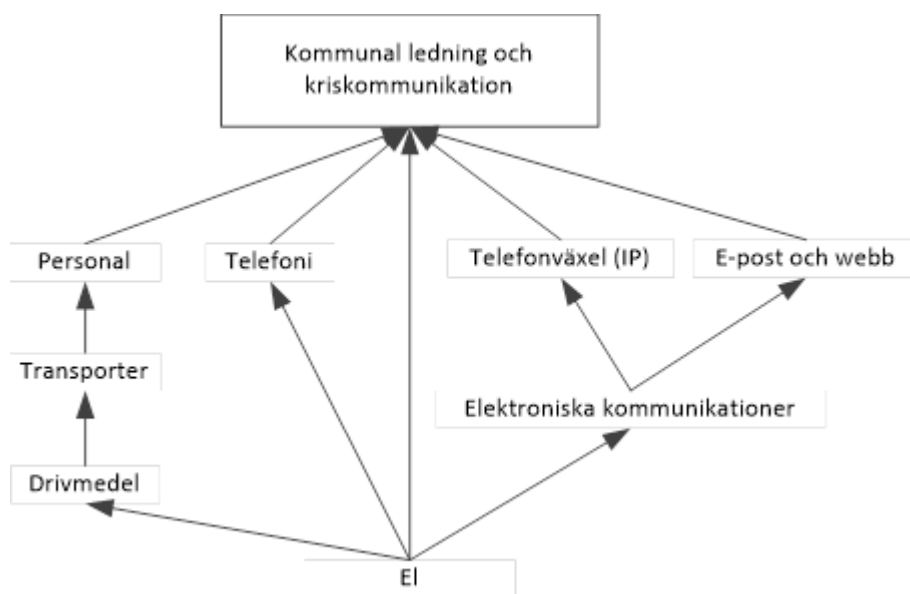 Kommunal ledning och
kriskommunikation
Personal
Telefoni
Telefonväxel (IP)
E-post och webb
Transporter
Elektroniska kommunikationer
Drivmedel
El